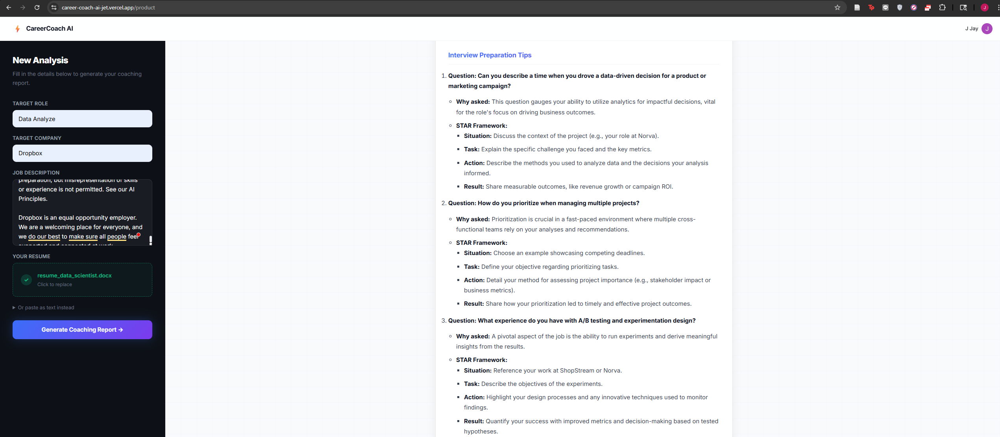 career-coach-ai-jet.vercel.app/product
Tp
J
CareerCoach AI
J Jay
J
New Analysis
Fill in the details below to generate your coaching
report.
TARGET ROLE
Data Analyze
TARGET COMPANY
Dropbox
JOB DESCRIPTION
preparation, but misrepresentation of skills
or experience is not permitted. See our AI
Principles.
Dropbox is an equal opportunity employer.
We are a welcoming place for everyone, and
we do our best to make sure all people feel
supported and connected at work.
YOUR RESUME
resume_data_scientist.docx
Click to replace
Or paste as text instead
Generate Coaching Report →
Interview Preparation Tips
1. Question: Can you describe a time when you drove a data-driven decision for a product or
marketing campaign?
Why asked: This question gauges your ability to utilize analytics for impactful decisions, vital
for the role's focus on driving business outcomes.
STAR Framework:
Situation: Discuss the context of the project (e.g., your role at Norva).
Task: Explain the specific challenge you faced and the key metrics.
Action: Describe the methods you used to analyze data and the decisions your analysis
informed.
Result: Share measurable outcomes, like revenue growth or campaign ROI.
2. Question: How do you prioritize when managing multiple projects?
Why asked: Prioritization is crucial in a fast-paced environment where multiple cross-
functional teams rely on your analyses and recommendations.
STAR Framework:
Situation: Choose an example showcasing competing deadlines.
Task: Define your objective regarding prioritizing tasks.
Action: Detail your method for assessing project importance (e.g., stakeholder impact or
business metrics).
Result: Share how your prioritization led to timely and effective project outcomes.
3. Question: What experience do you have with A/B testing and experimentation design?
Why asked: A pivotal aspect of the job is the ability to run experiments and derive meaningful
insights from the results.
STAR Framework:
Situation: Reference your work at ShopStream or Norva.
Task: Describe the objectives of the experiments.
Action: Highlight your design processes and any innovative techniques used to monitor
findings.
Result: Quantify your success with improved metrics and decision-making based on tested
hypotheses.